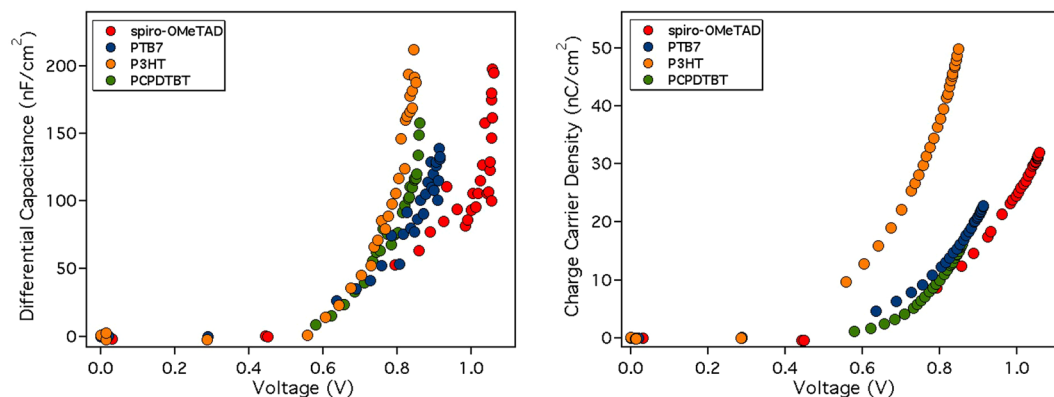 Differential Capacitance (nF/cm²)
200
150
100
50
0
spiro-OMeTAD
PTB7
P3HT
PCPDTBT
0.0 0.2 0.4 0.6 0.8 1.0
Voltage (V)
Charge Carrier Density (nC/cm²)
50
40
30
20
10
0
spiro-OMeTAD
PTB7
P3HT
PCPDTBT
0.0 0.2 0.4 0.6 0.8 1.0
Voltage (V)